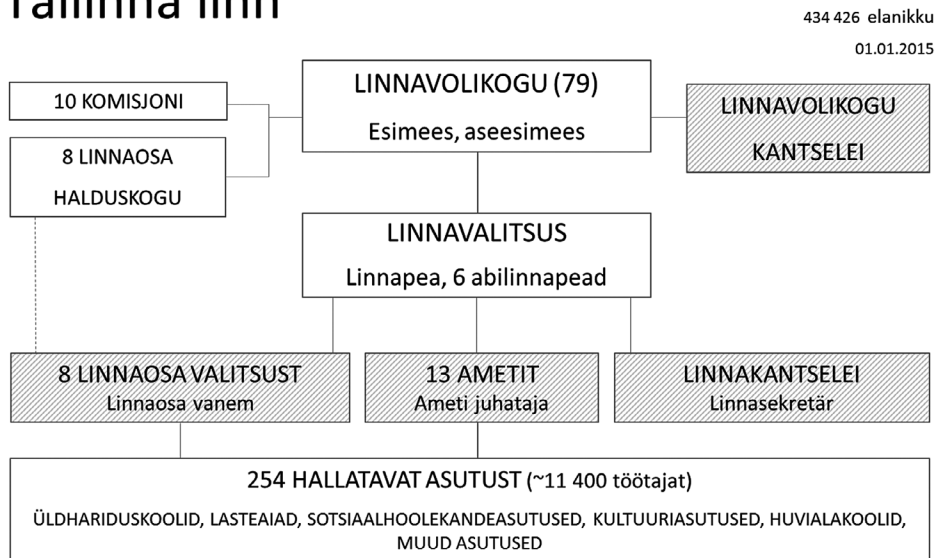 Tallinna linn
434 426 elanikku
01.01.2015
LINNAVOLIKOGU (79)
Esimees, aseesimees
10 KOMISJONI
8 LINNAOSA
HALDUSKOGU
LINNAVOLIKOGU
KANTSELEI
LINNAVALITSUS
Linnapea, 6 abilinnapead
8 LINNAOSA VALITSUST
Linnaosa vanem
13 AMETIT
Ameti juhataja
LINNAKANTSELEI
Linnasekretär
254 HALLATAVAT ASUTUST (~11 400 töötajat)
ÜLDHARIDUSKOOLID, LASTEAIAD, SOTSIAALHOOLEKANDEASUTUSED, KULTUURIASUTUSED, HUVIALAKOOLID,
MUUD ASUTUSED